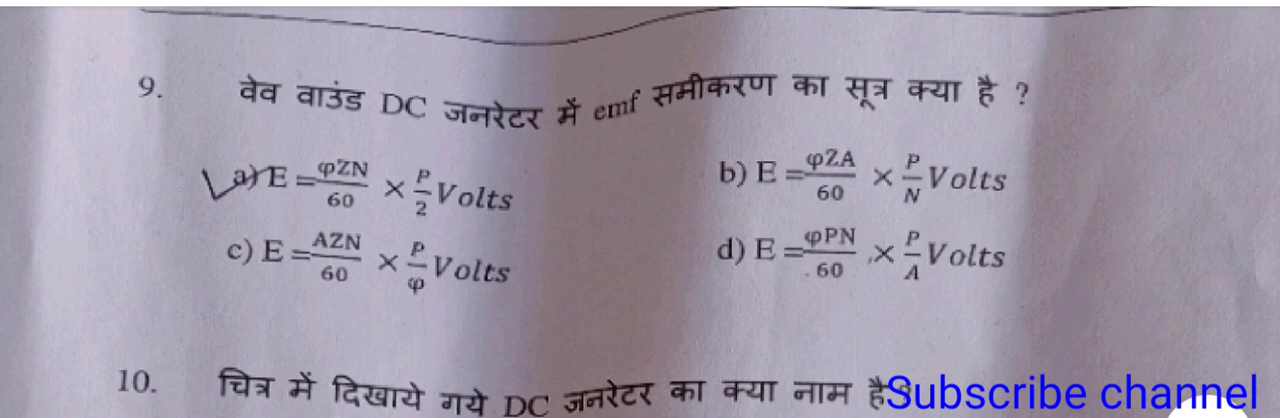 9. वेव वाउंड DC जनरेटर में emf समीकरण का सूत्र क्या है ?
a) E = φZN/60 × P/2 Volts b) E = φZA/60 × P/N Volts
c) E = AZN/60 × P/φ Volts d) E = φPN/60 × P/A Volts
10. चित्र में दिखाये गये DC जनरेटर का क्या नाम है
Subscribe channel